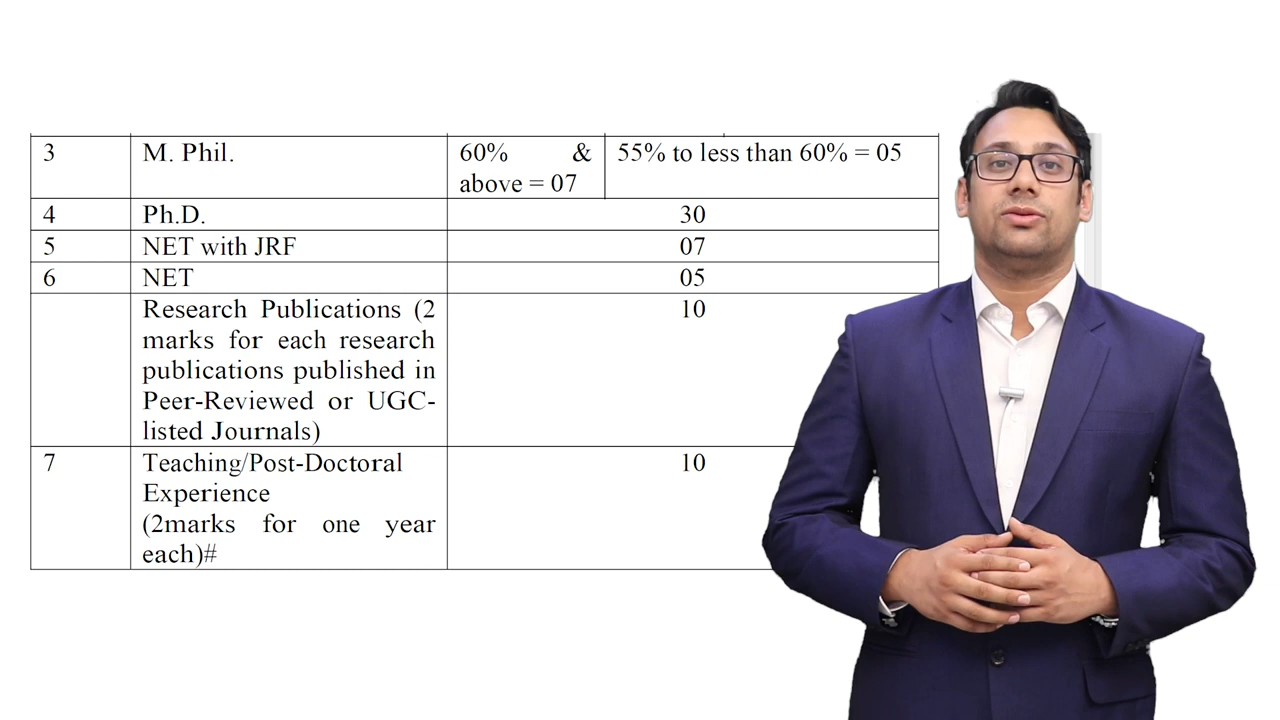 3 M. Phil. 60% & 55% to less than 60% = 05
above = 07
4 Ph.D. 30
5 NET with JRF 07
6 NET 05
Research Publications (2 10
marks for each research
publications published in
Peer-Reviewed or UGC-
listed Journals)
7 Teaching/Post-Doctoral 10
Experience
(2marks for one year
each)#